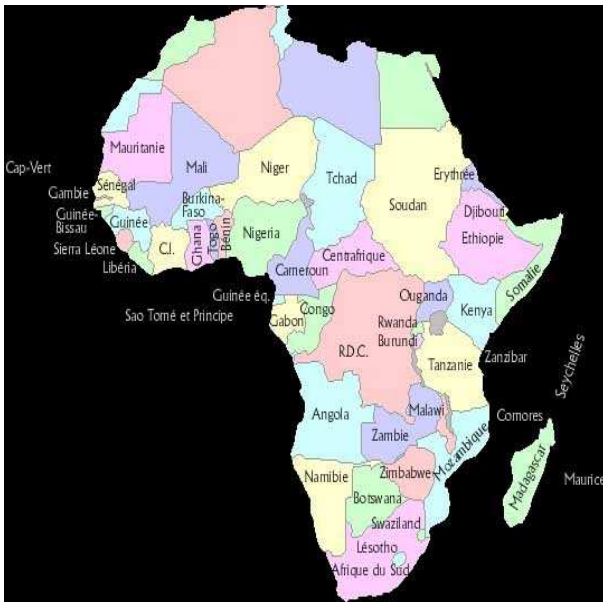 Mauritanie
Mali
Niger
Tchad
Soudan
Erythrée
Cap-Vert
Sénégal
Gambie
Guinée-
Bissau
Guinée
Burkina-
Faso
Djibouti
Ethiopie
Sierra Léone
Libéria
C.I.
Ghana
Togo
Bénin
Nigeria
Cameroun
Centrafrique
Somalie
Guinée éq.
Sao Tomé et Principe
Gabon
Congo
R.D.C.
Ouganda
Kenya
Rwanda
Burundi
Tanzanie
Zanzibar
Seychelles
Angola
Malawi
Zambie
Mozambique
Comores
Madagascar
Maurice
Namibie
Zimbabwe
Botswana
Swaziland
Lésotho
Afrique du Sud